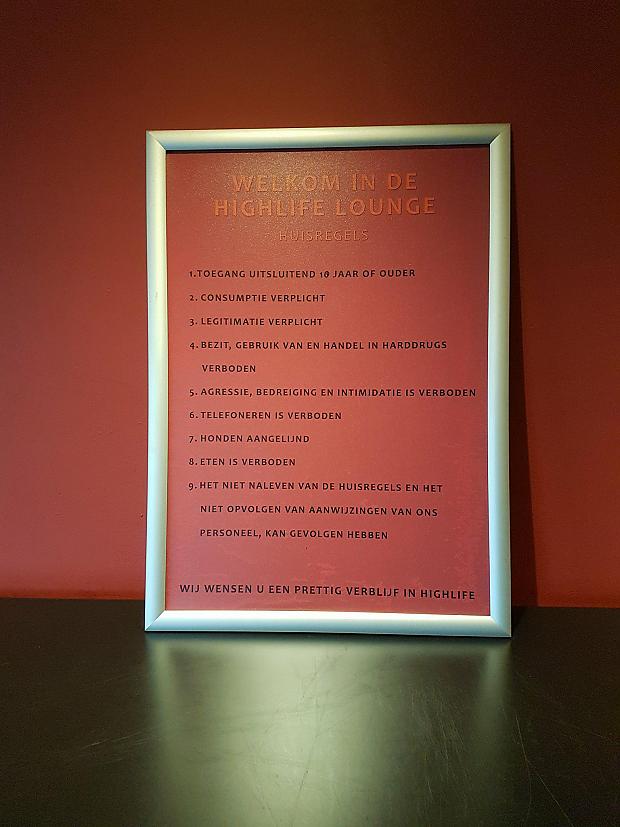 WELKOM IN DE
HIGHLIFE LOUNGE
HUISREGELS
1. TOEGANG UITSLUITEND 18 JAAR OF OUDER
2. CONSUMPTIE VERPLICHT
3. LEGITIMATIE VERPLICHT
4. BEZIT, GEBRUIK VAN EN HANDEL IN HARDDRUGS
VERBODEN
5. AGRESSIE, BEDREIGING EN INTIMIDATIE IS VERBODEN
6. TELEFONEREN IS VERBODEN
7. HONDEN AANGELIJND
8. ETEN IS VERBODEN
9. HET NIET NALEVEN VAN DE HUISREGELS EN HET
NIET OPVOLGEN VAN AANWIJZINGEN VAN ONS
PERSONEEL, KAN GEVOLGEN HEBBEN
WIJ WENSEN U EEN PRETTIG VERBLIJF IN HIGHLIFE